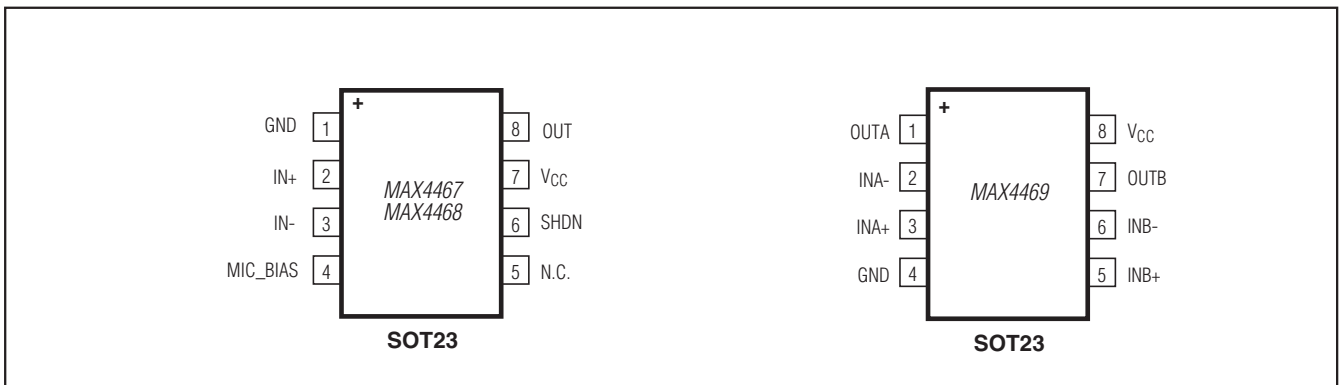 +
GND 1
8 OUT
IN+ 2
7 VCC
MAX4467
MAX4468
IN- 3
6 SHDN
MIC_BIAS 4
5 N.C.
SOT23
+
OUTA 1
8 VCC
INA- 2
7 OUTB
MAX4469
INA+ 3
6 INB-
GND 4
5 INB+
SOT23